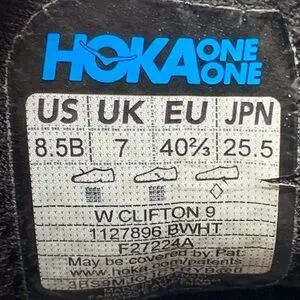 HOKA ONE ONE
US UK EU JPN
8.5B 7 40⅔ 25.5
W CLIFTON 9
1127896 BWHT
F27224A
May be covered by Pat:
www.hoka.com/patents